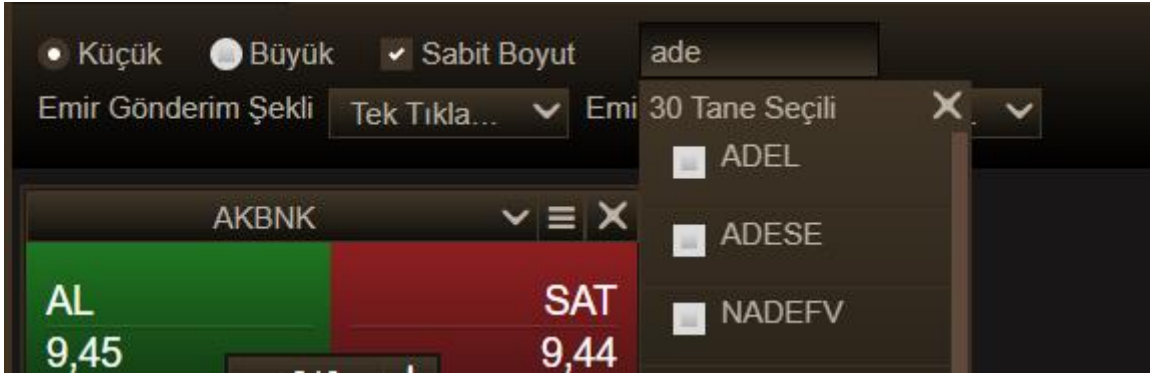 Küçük Büyük Sabit Boyut ade
Emir Gönderim Şekli Tek Tıkla... Emi 30 Tane Seçili
ADEL
AKBNK
ADESE
AL SAT
NADEFV
9,45 9,44